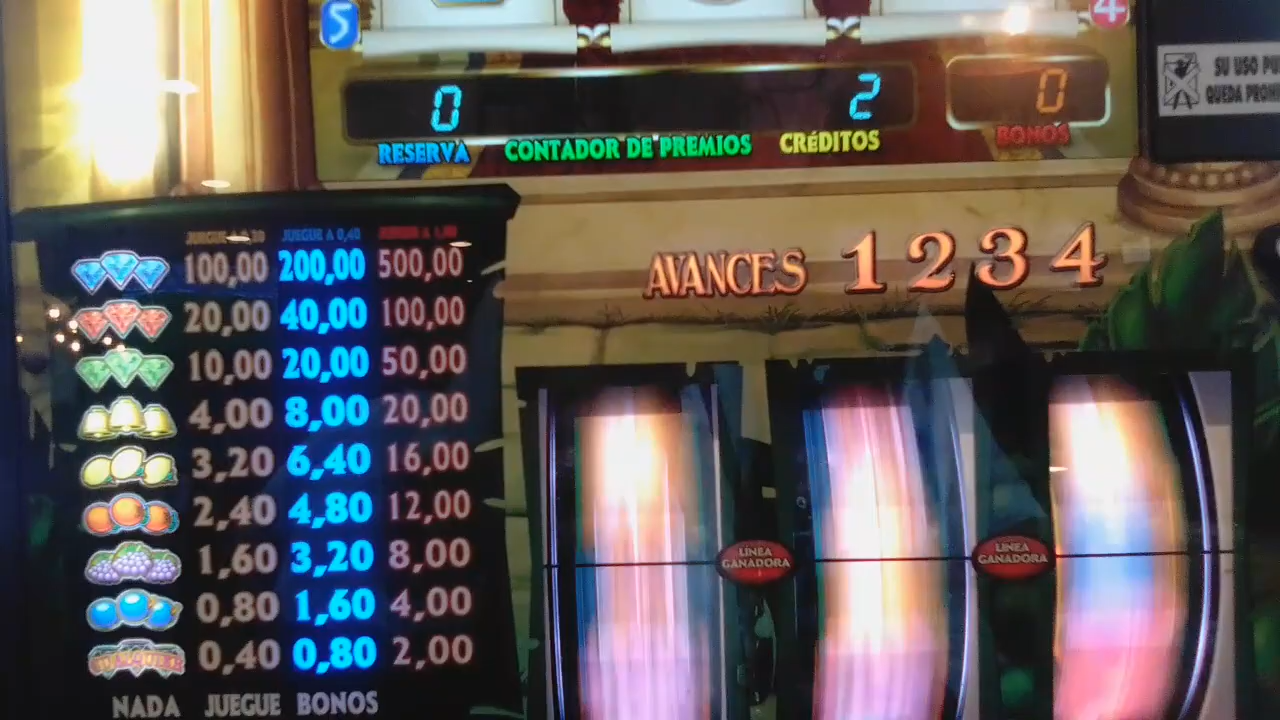 5
4
0 2 0
RESERVA CONTADOR DE PREMIOS CRÉDITOS BONOS
SU USO
QUEDA
JUEGUE A 0,40
100,00 200,00 500,00
20,00 40,00 100,00
10,00 20,00 50,00
4,00 8,00 20,00
3,20 6,40 16,00
2,40 4,80 12,00
1,60 3,20 8,00
0,80 1,60 4,00
0,40 0,80 2,00
NADA JUEGUE BONOS
AVANCES 1 2 3 4
LÍNEA
GANADORA
LÍNEA
GANADORA